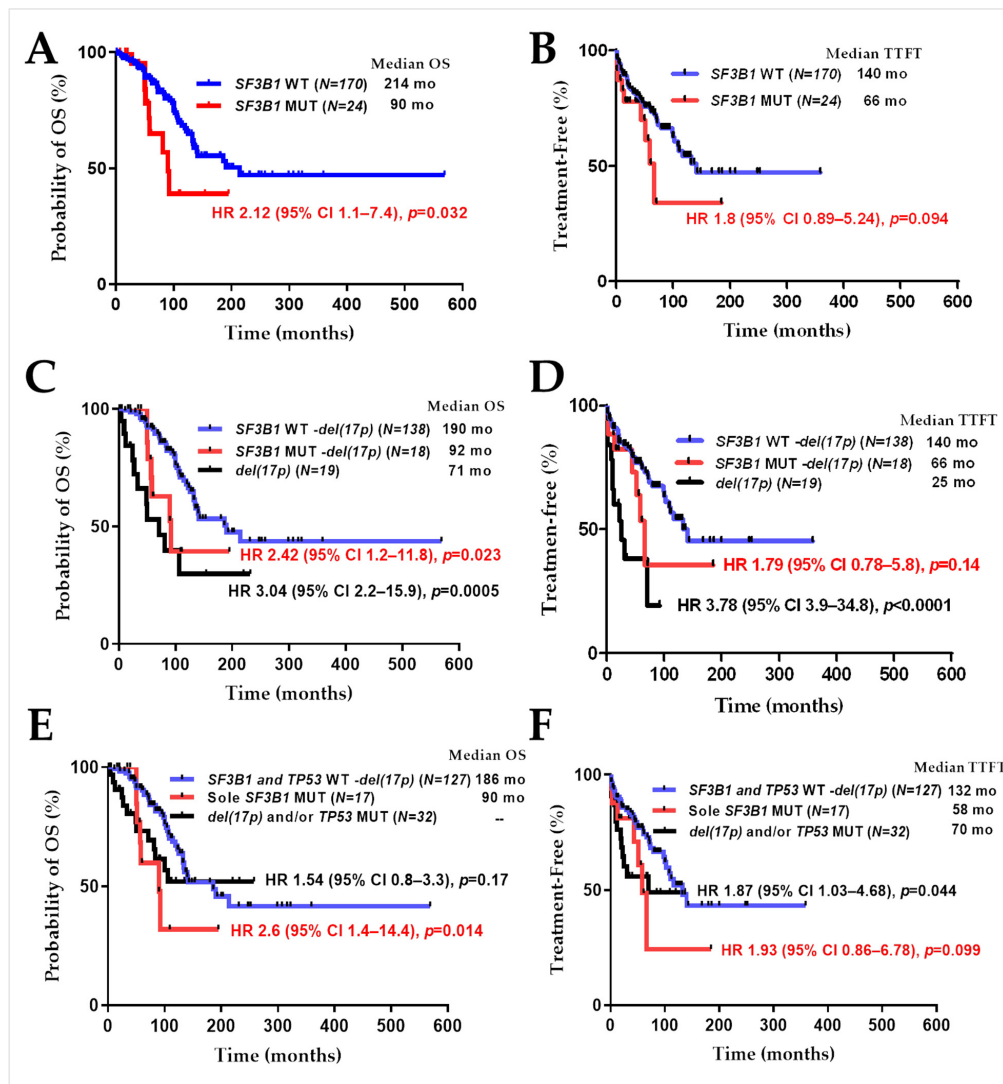 A
Median OS
SF3B1 WT (N=170) 214 mo
SF3B1 MUT (N=24) 90 mo
Probability of OS (%)
100
50
0
HR 2.12 (95% CI 1.1–7.4), p=0.032
0 100 200 300 400 500 600
Time (months)
B
Median TTFT
SF3B1 WT (N=170) 140 mo
SF3B1 MUT (N=24) 66 mo
Treatment-Free (%)
100
50
0
HR 1.8 (95% CI 0.89–5.24), p=0.094
0 100 200 300 400 500 600
Time (months)
C
Median OS
SF3B1 WT -del(17p) (N=138) 190 mo
SF3B1 MUT -del(17p) (N=18) 92 mo
del(17p) (N=19) 71 mo
Probability of OS (%)
100
50
0
HR 2.42 (95% CI 1.2–11.8), p=0.023
HR 3.04 (95% CI 2.2–15.9), p=0.0005
0 100 200 300 400 500 600
Time (months)
D
Median TTFT
SF3B1 WT -del(17p) (N=138) 140 mo
SF3B1 MUT -del(17p) (N=18) 66 mo
del(17p) (N=19) 25 mo
Treatmen-free (%)
100
50
0
HR 1.79 (95% CI 0.78–5.8), p=0.14
HR 3.78 (95% CI 3.9–34.8), p<0.0001
0 100 200 300 400 500 600
Time (months)
E
Median OS
SF3B1 and TP53 WT -del(17p) (N=127) 186 mo
Sole SF3B1 MUT (N=17) 90 mo
del(17p) and/or TP53 MUT (N=32) --
Probability of OS (%)
100
50
0
HR 1.54 (95% CI 0.8–3.3), p=0.17
HR 2.6 (95% CI 1.4–14.4), p=0.014
0 100 200 300 400 500 600
Time (months)
F
Median TTFT
SF3B1 and TP53 WT -del(17p) (N=127) 132 mo
Sole SF3B1 MUT (N=17) 58 mo
del(17p) and/or TP53 MUT (N=32) 70 mo
Treatment-Free (%)
100
50
0
HR 1.87 (95% CI 1.03–4.68), p=0.044
HR 1.93 (95% CI 0.86–6.78), p=0.099
0 100 200 300 400 500 600
Time (months)